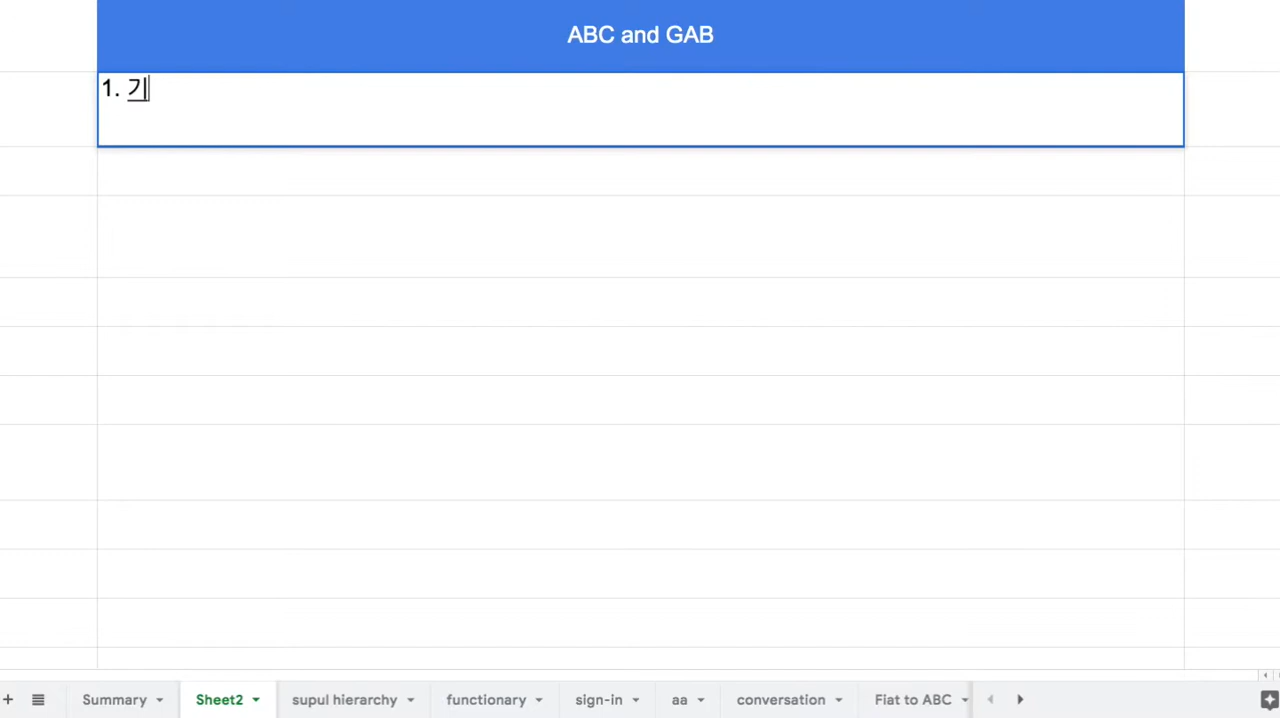 ABC and GAB
1. 기
Summary
Sheet2
supul hierarchy
functionary
sign-in
aa
conversation
Fiat to ABC